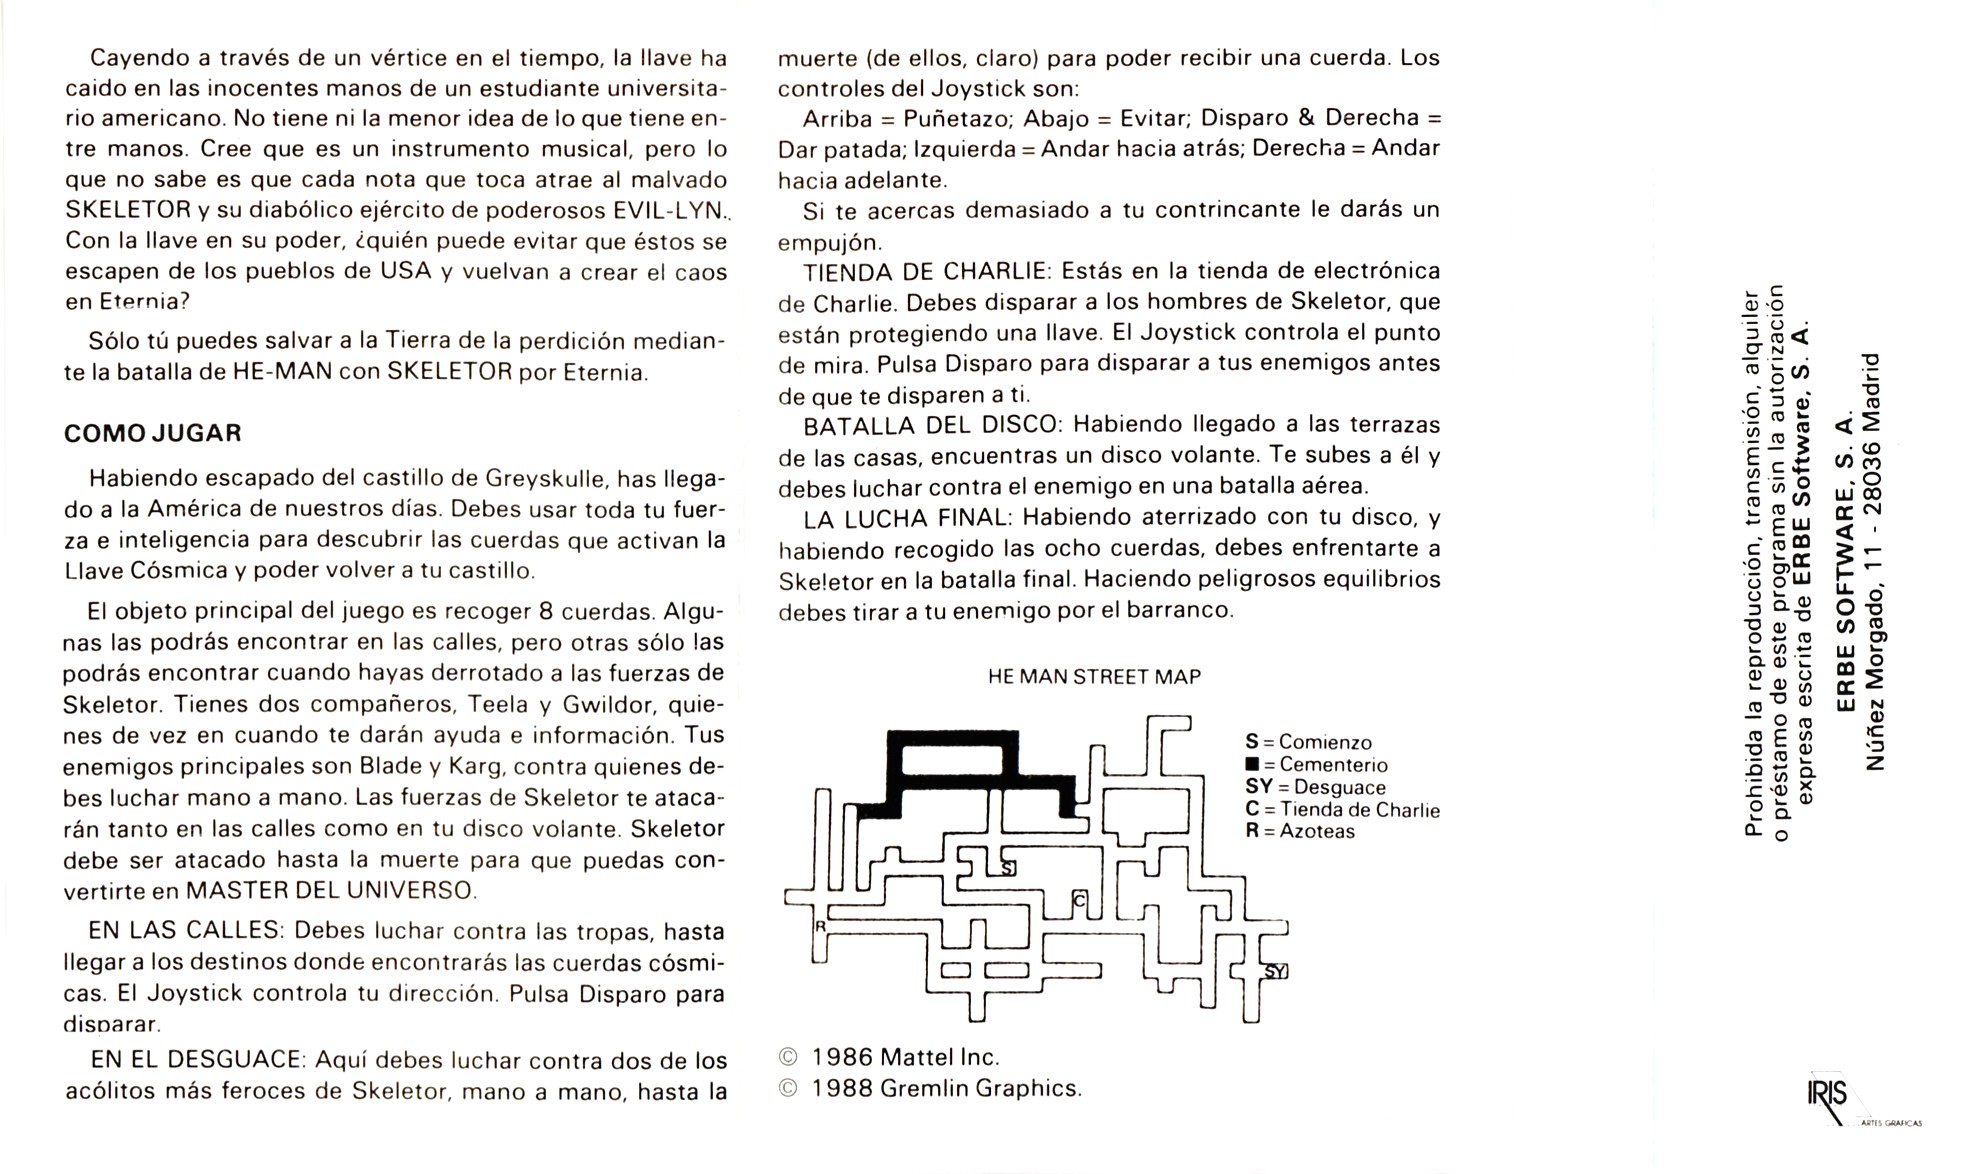 Cayendo a través de un vértice en el tiempo, la llave ha
caido en las inocentes manos de un estudiante universita-
rio americano. No tiene ni la menor idea de lo que tiene en-
tre manos. Cree que es un instrumento musical, pero lo
que no sabe es que cada nota que toca atrae al malvado
SKELETOR y su diabólico ejército de poderosos EVIL-LYN..
Con la llave en su poder, ¿quién puede evitar que éstos se
escapen de los pueblos de USA y vuelvan a crear el caos
en Eternia?
Sólo tú puedes salvar a la Tierra de la perdición median-
te la batalla de HE-MAN con SKELETOR por Eternia.
COMO JUGAR
Habiendo escapado del castillo de Greyskulle, has llega-
do a la América de nuestros días. Debes usar toda tu fuer-
za e inteligencia para descubrir las cuerdas que activan la
Llave Cósmica y poder volver a tu castillo.
El objeto principal del juego es recoger 8 cuerdas. Algu-
nas las podrás encontrar en las calles, pero otras sólo las
podrás encontrar cuando hayas derrotado a las fuerzas de
Skeletor. Tienes dos compañeros, Teela y Gwildor, quie-
nes de vez en cuando te darán ayuda e información. Tus
enemigos principales son Blade y Karg, contra quienes de-
bes luchar mano a mano. Las fuerzas de Skeletor te ataca-
rán tanto en las calles como en tu disco volante. Skeletor
debe ser atacado hasta la muerte para que puedas con-
vertirte en MASTER DEL UNIVERSO.
EN LAS CALLES: Debes luchar contra las tropas, hasta
llegar a los destinos donde encontrarás las cuerdas cósmi-
cas. El Joystick controla tu dirección. Pulsa Disparo para
disparar.
EN EL DESGUACE: Aquí debes luchar contra dos de los
acólitos más feroces de Skeletor, mano a mano, hasta la
muerte (de ellos, claro) para poder recibir una cuerda. Los
controles del Joystick son:
Arriba = Puñetazo; Abajo = Evitar; Disparo & Derecha =
Dar patada; Izquierda = Andar hacia atrás; Derecha = Andar
hacia adelante.
Si te acercas demasiado a tu contrincante le darás un
empujón.
TIENDA DE CHARLIE: Estás en la tienda de electrónica
de Charlie. Debes disparar a los hombres de Skeletor, que
están protegiendo una llave. El Joystick controla el punto
de mira. Pulsa Disparo para disparar a tus enemigos antes
de que te disparen a ti.
BATALLA DEL DISCO: Habiendo llegado a las terrazas
de las casas, encuentras un disco volante. Te subes a él y
debes luchar contra el enemigo en una batalla aérea.
LA LUCHA FINAL: Habiendo aterrizado con tu disco, y
habiendo recogido las ocho cuerdas, debes enfrentarte a
Skeletor en la batalla final. Haciendo peligrosos equilibrios
debes tirar a tu enemigo por el barranco.
HE MAN STREET MAP
S = Comienzo
■ = Cementerio
SY = Desguace
C = Tienda de Charlie
R = Azoteas
S
C
R
SY
© 1986 Mattel Inc.
© 1988 Gremlin Graphics.
Prohibida la reproducción, transmisión, alquiler
o préstamo de este programa sin la autorización
expresa escrita de ERBE Software, S. A.
ERBE SOFTWARE, S. A.
Núñez Morgado, 11 - 28036 Madrid
IRIS
ARTES GRAFICAS